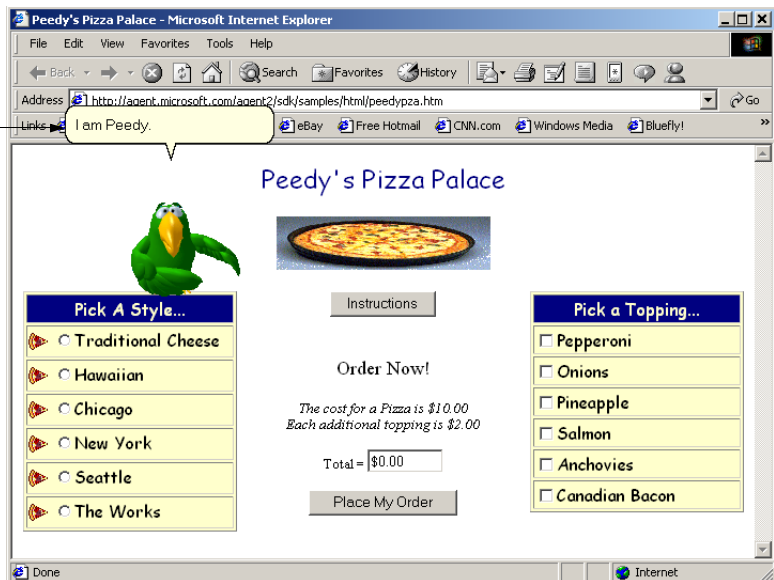 Peedy's Pizza Palace - Microsoft Internet Explorer
File Edit View Favorites Tools Help
Back Search Favorites History
Address http://agent.microsoft.com/agent2/sdk/samples/html/peedypza.htm Go
Links eBay Free Hotmail CNN.com Windows Media Bluefly! »
I am Peedy.
Peedy's Pizza Palace
Instructions
Pick A Style...
Traditional Cheese
Hawaiian
Chicago
New York
Seattle
The Works
Order Now!
The cost for a Pizza is $10.00
Each additional topping is $2.00
Total = $0.00
Place My Order
Pick a Topping...
Pepperoni
Onions
Pineapple
Salmon
Anchovies
Canadian Bacon
Done Internet